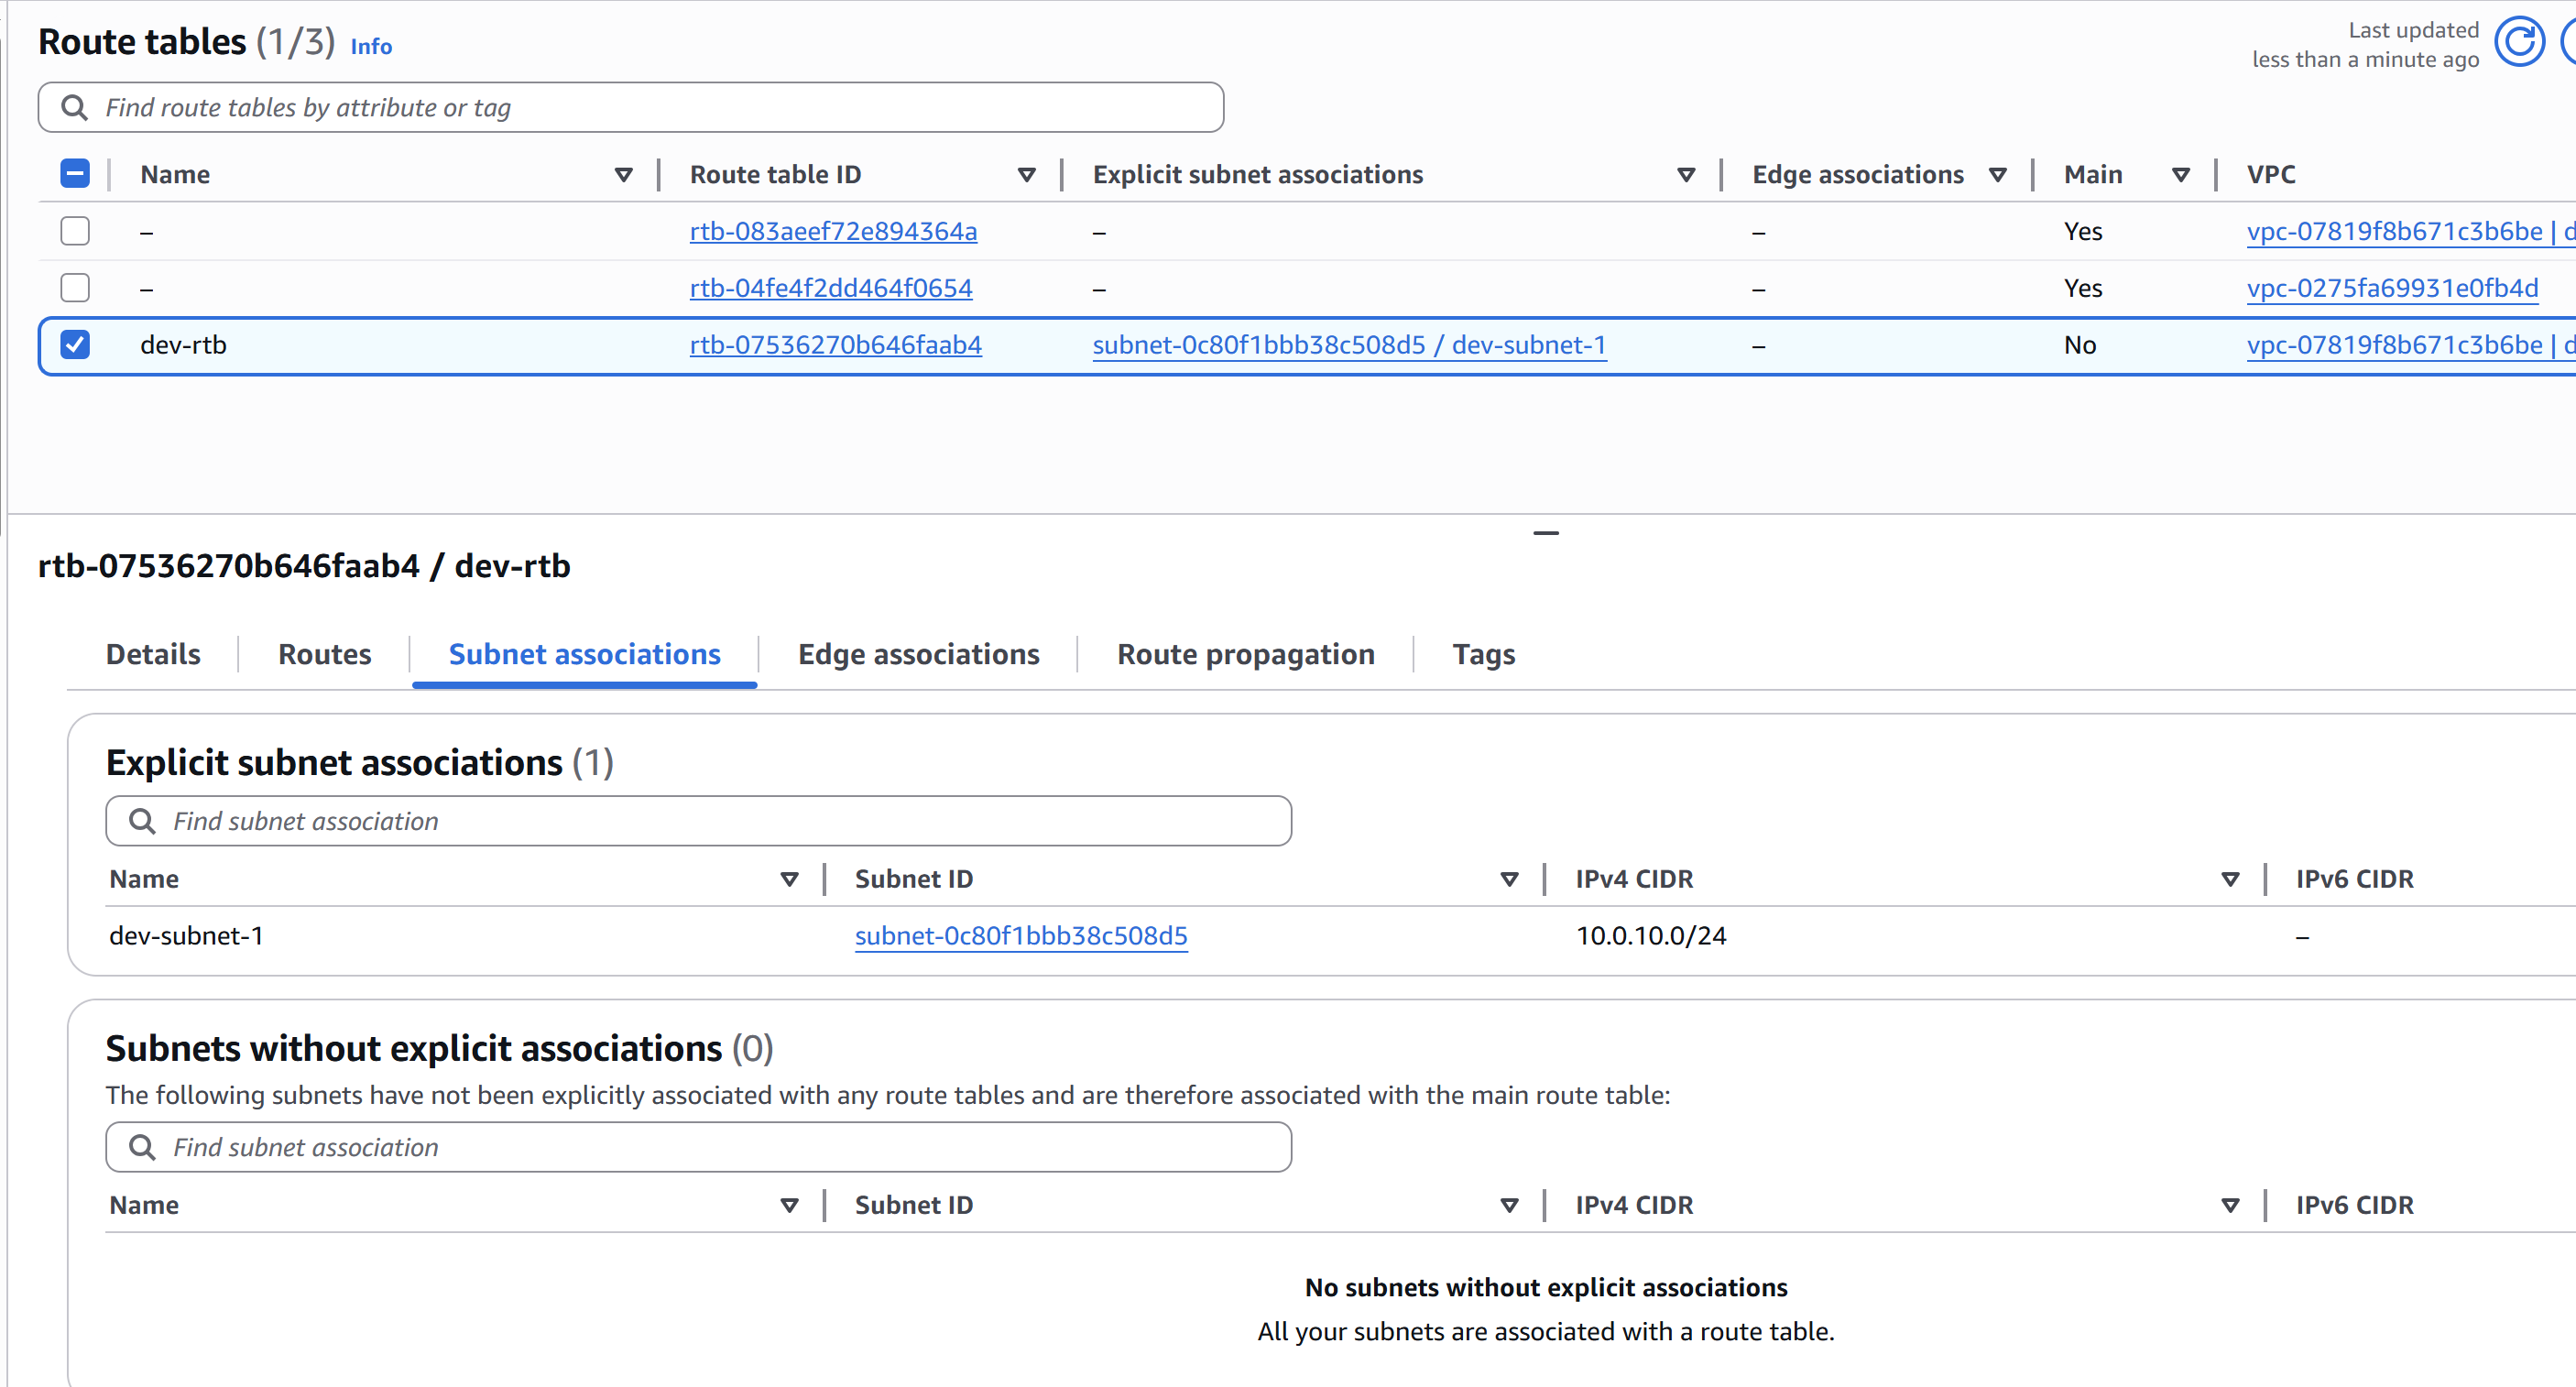 Route tables (1/3) Info
Last updated
less than a minute ago
Find route tables by attribute or tag
Name Route table ID Explicit subnet associations Edge associations Main VPC
– rtb-083aeef72e894364a – – Yes vpc-07819f8b671c3b6be | d
– rtb-04fe4f2dd464f0654 – – Yes vpc-0275fa69931e0fb4d
dev-rtb rtb-07536270b646faab4 subnet-0c80f1bbb38c508d5 / dev-subnet-1 – No vpc-07819f8b671c3b6be | d
rtb-07536270b646faab4 / dev-rtb
Details Routes Subnet associations Edge associations Route propagation Tags
Explicit subnet associations (1)
Find subnet association
Name Subnet ID IPv4 CIDR IPv6 CIDR
dev-subnet-1 subnet-0c80f1bbb38c508d5 10.0.10.0/24 –
Subnets without explicit associations (0)
The following subnets have not been explicitly associated with any route tables and are therefore associated with the main route table:
Find subnet association
Name Subnet ID IPv4 CIDR IPv6 CIDR
No subnets without explicit associations
All your subnets are associated with a route table.